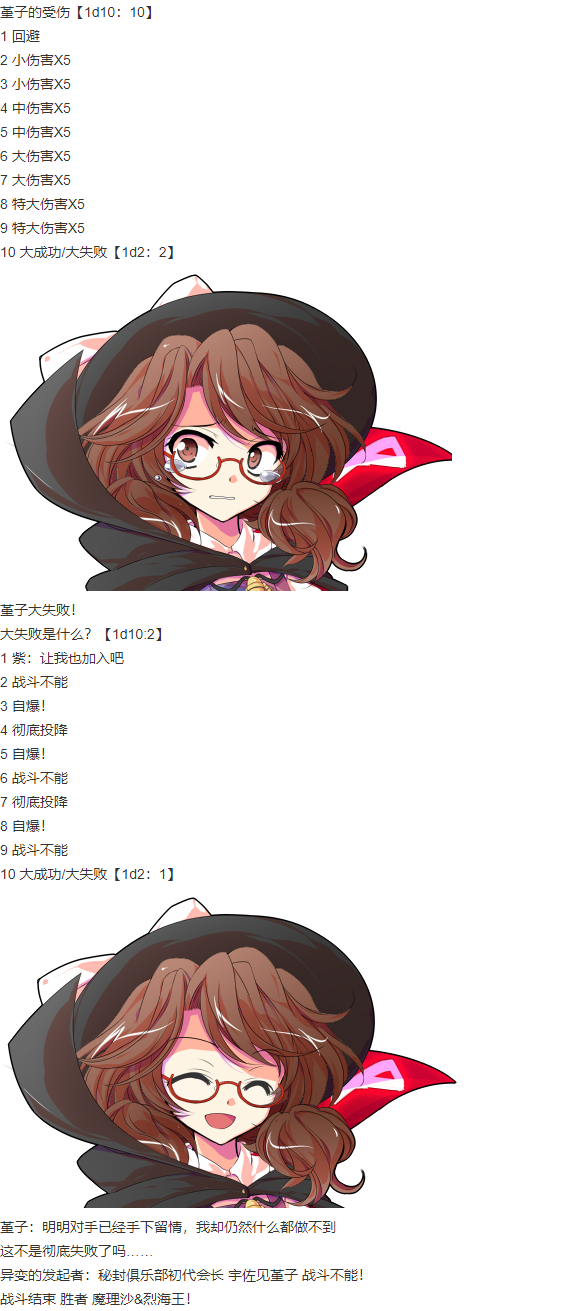 堇子的受伤【1d10：10】
1 回避
2 小伤害X5
3 小伤害X5
4 中伤害X5
5 中伤害X5
6 大伤害X5
7 大伤害X5
8 特大伤害X5
9 特大伤害X5
10 大成功/大失败【1d2：2】
堇子大失败！
大失败是什么？【1d10:2】
1 紫：让我也加入吧
2 战斗不能
3 自爆！
4 彻底投降
5 自爆！
6 战斗不能
7 彻底投降
8 自爆！
9 战斗不能
10 大成功/大失败【1d2：1】
堇子：明明对手已经手下留情，我却仍然什么都做不到
这不是彻底失败了吗……
异变的发起者：秘封俱乐部初代会长 宇佐见堇子 战斗不能！
战斗结束 胜者 魔理沙&烈海王！